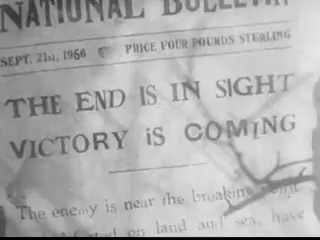 NATIONAL BULLETIN
SEPT. 21st, 1966 PRICE FOUR POUNDS STERLING
THE END IS IN SIGHT
VICTORY iS COMING
The enemy is near the breaking point
on land and sea, have